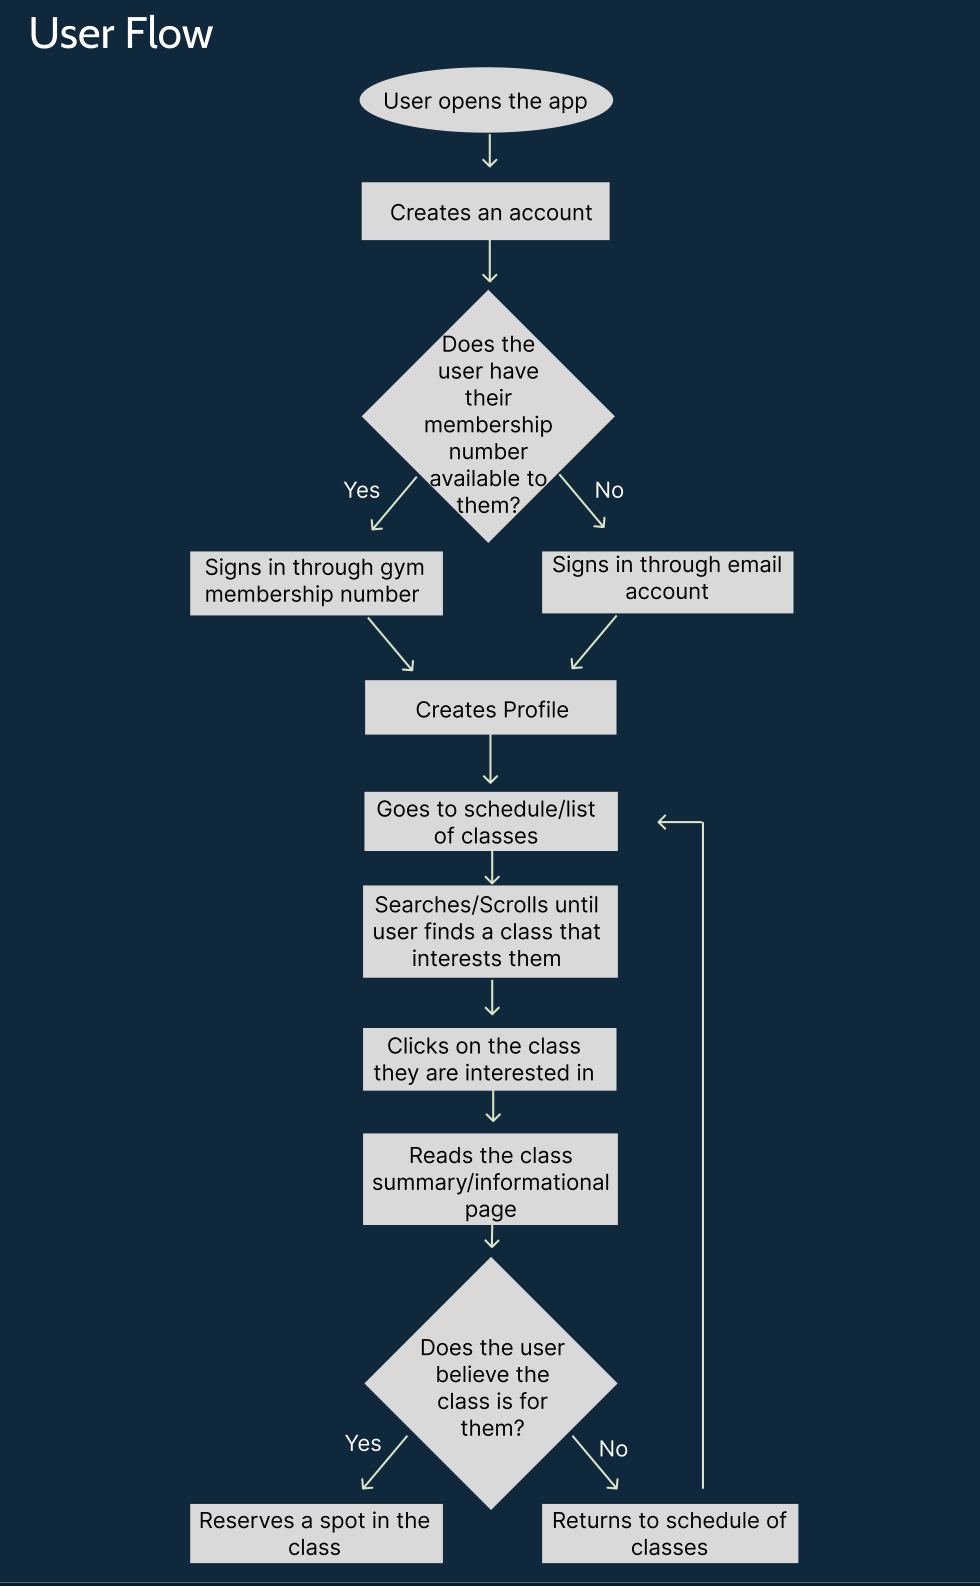 User Flow
User opens the app
Creates an account
Does the
user have
their
membership
number
available to
them?
Yes
No
Signs in through gym
membership number
Signs in through email
account
Creates Profile
Goes to schedule/list
of classes
Searches/Scrolls until
user finds a class that
interests them
Clicks on the class
they are interested in
Reads the class
summary/informational
page
Does the user
believe the
class is for
them?
Yes
No
Reserves a spot in the
class
Returns to schedule of
classes